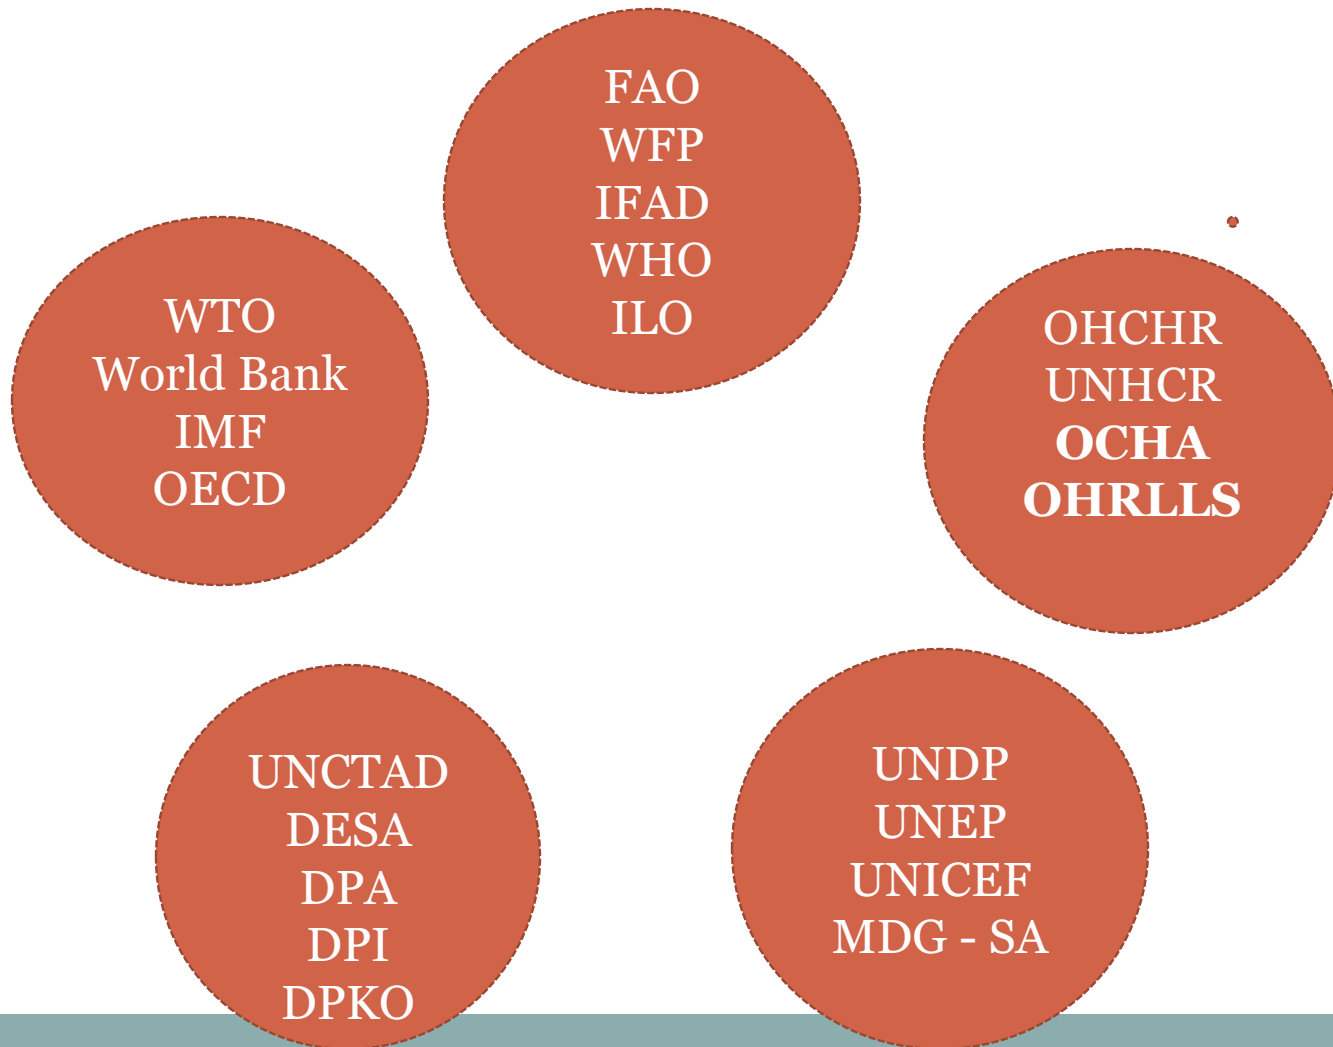 FAO
WFP
IFAD
WHO
ILO
WTO
World Bank
IMF
OECD
OHCHR
UNHCR
OCHA
OHRLLS
UNCTAD
DESA
DPA
DPI
DPKO
UNDP
UNEP
UNICEF
MDG - SA